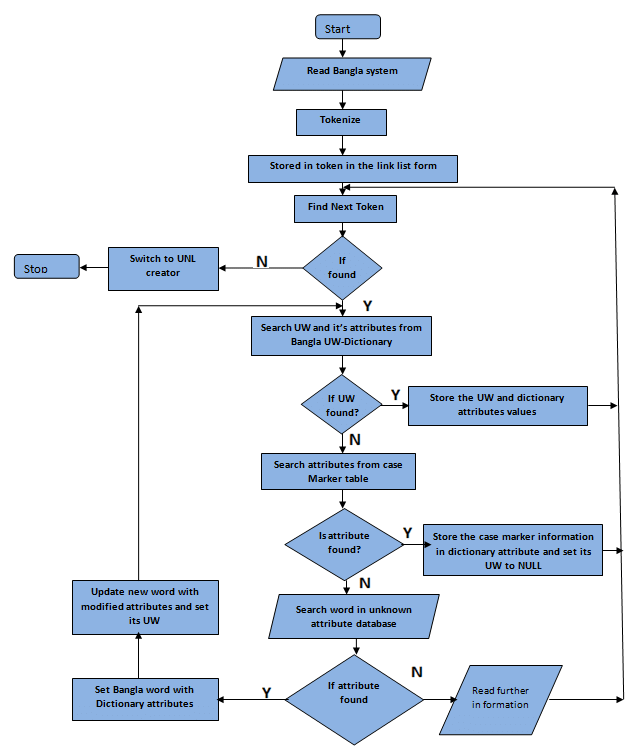 Start
Read Bangla system
Tokenize
Stored in token in the link list form
Find Next Token
If
found
N
Switch to UNL
creator
Stop
Y
Search UW and it's attributes from
Bangla UW-Dictionary
If UW
found?
Y
Store the UW and dictionary
attributes values
N
Search attributes from case
Marker table
Is attribute
found?
Y
Store the case marker information
in dictionary attribute and set its
UW to NULL
N
Update new word with
modified attributes and set
its UW
Search word in unknown
attribute database
If attribute
found
N
Read further
in formation
Y
Set Bangla word with
Dictionary attributes